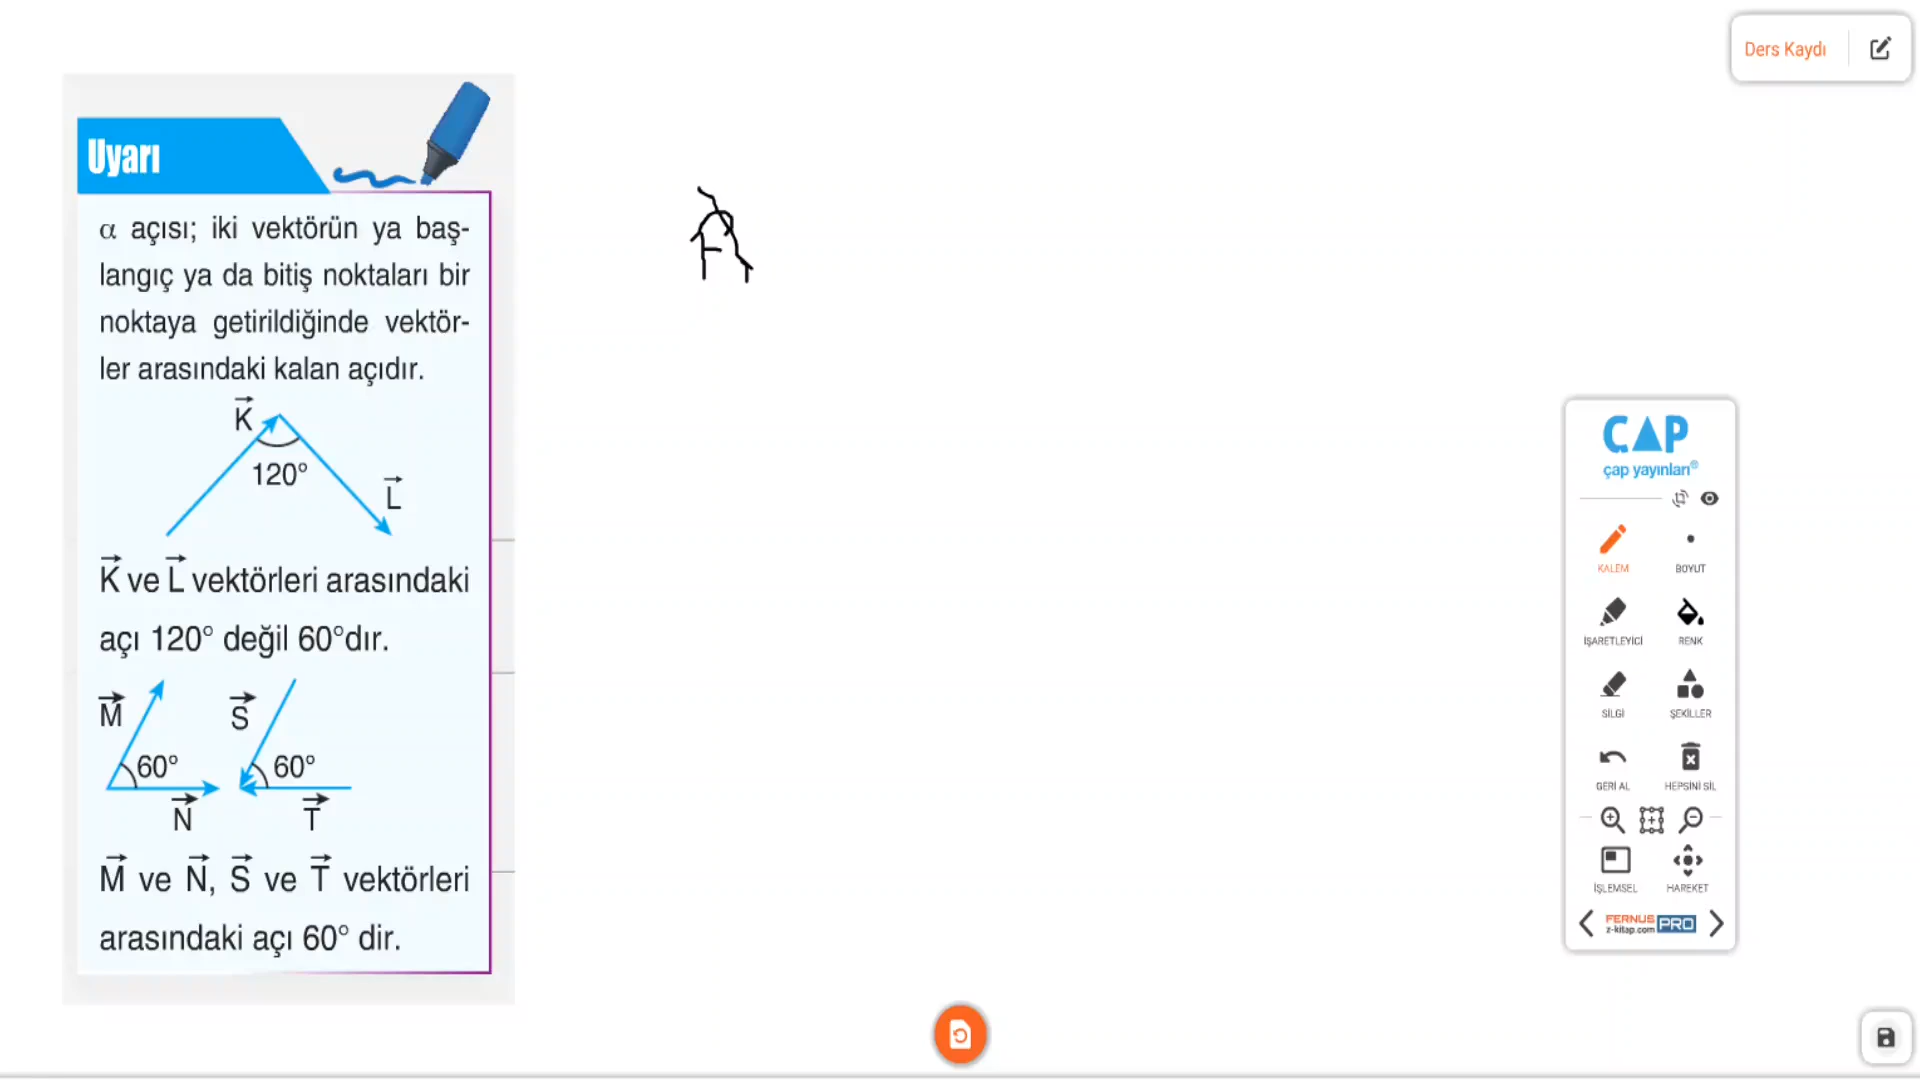 Ders Kaydı
Uyarı
α açısı; iki vektörün ya baş-
langıç ya da bitiş noktaları bir
noktaya getirildiğinde vektör-
ler arasındaki kalan açıdır.
K
120°
L
K ve L vektörleri arasındaki
açı 120° değil 60°dır.
M
S
60°
60°
N
T
M ve N, S ve T vektörleri
arasındaki açı 60° dir.
ÇAP
çap yayınları®
KALEM
BOYUT
İŞARETLEYİCİ
RENK
SİLGİ
ŞEKİLLER
GERİ AL
HEPSİNİ SİL
İŞLEMSEL
HAREKET
FERNUS
z-kitap.com PRO